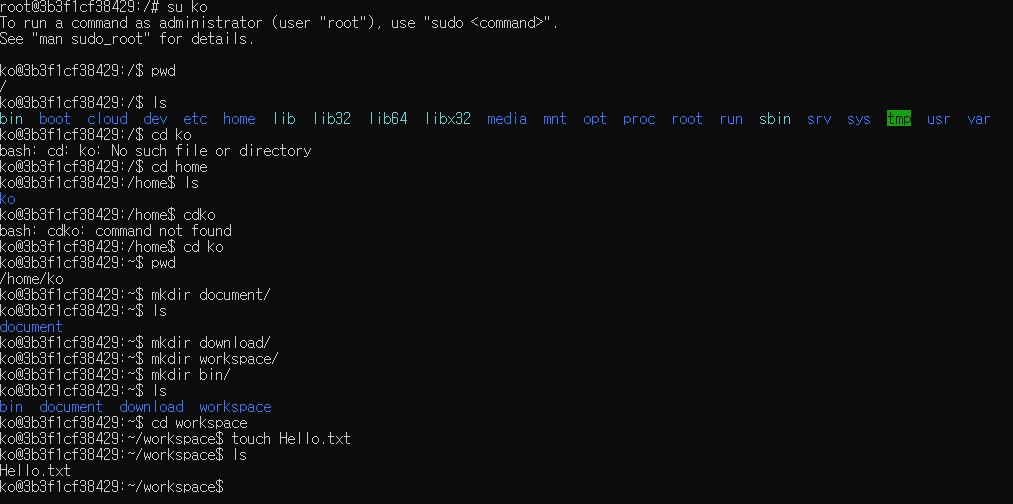 root@3b3f1cf38429:/# su ko
To run a command as administrator (user "root"), use "sudo <command>".
See "man sudo_root" for details.

ko@3b3f1cf38429:/$ pwd
/
ko@3b3f1cf38429:/$ ls
bin  boot  cloud  dev  etc  home  lib  lib32  lib64  libx32  media  mnt  opt  proc  root  run  sbin  srv  sys  tmp  usr  var
ko@3b3f1cf38429:/$ cd ko
bash: cd: ko: No such file or directory
ko@3b3f1cf38429:/$ cd home
ko@3b3f1cf38429:/home$ ls
ko
ko@3b3f1cf38429:/home$ cdko
bash: cdko: command not found
ko@3b3f1cf38429:/home$ cd ko
ko@3b3f1cf38429:~$ pwd
/home/ko
ko@3b3f1cf38429:~$ mkdir document/
ko@3b3f1cf38429:~$ ls
document
ko@3b3f1cf38429:~$ mkdir download/
ko@3b3f1cf38429:~$ mkdir workspace/
ko@3b3f1cf38429:~$ mkdir bin/
ko@3b3f1cf38429:~$ ls
bin  document  download  workspace
ko@3b3f1cf38429:~$ cd workspace
ko@3b3f1cf38429:~/workspace$ touch Hello.txt
ko@3b3f1cf38429:~/workspace$ ls
Hello.txt
ko@3b3f1cf38429:~/workspace$